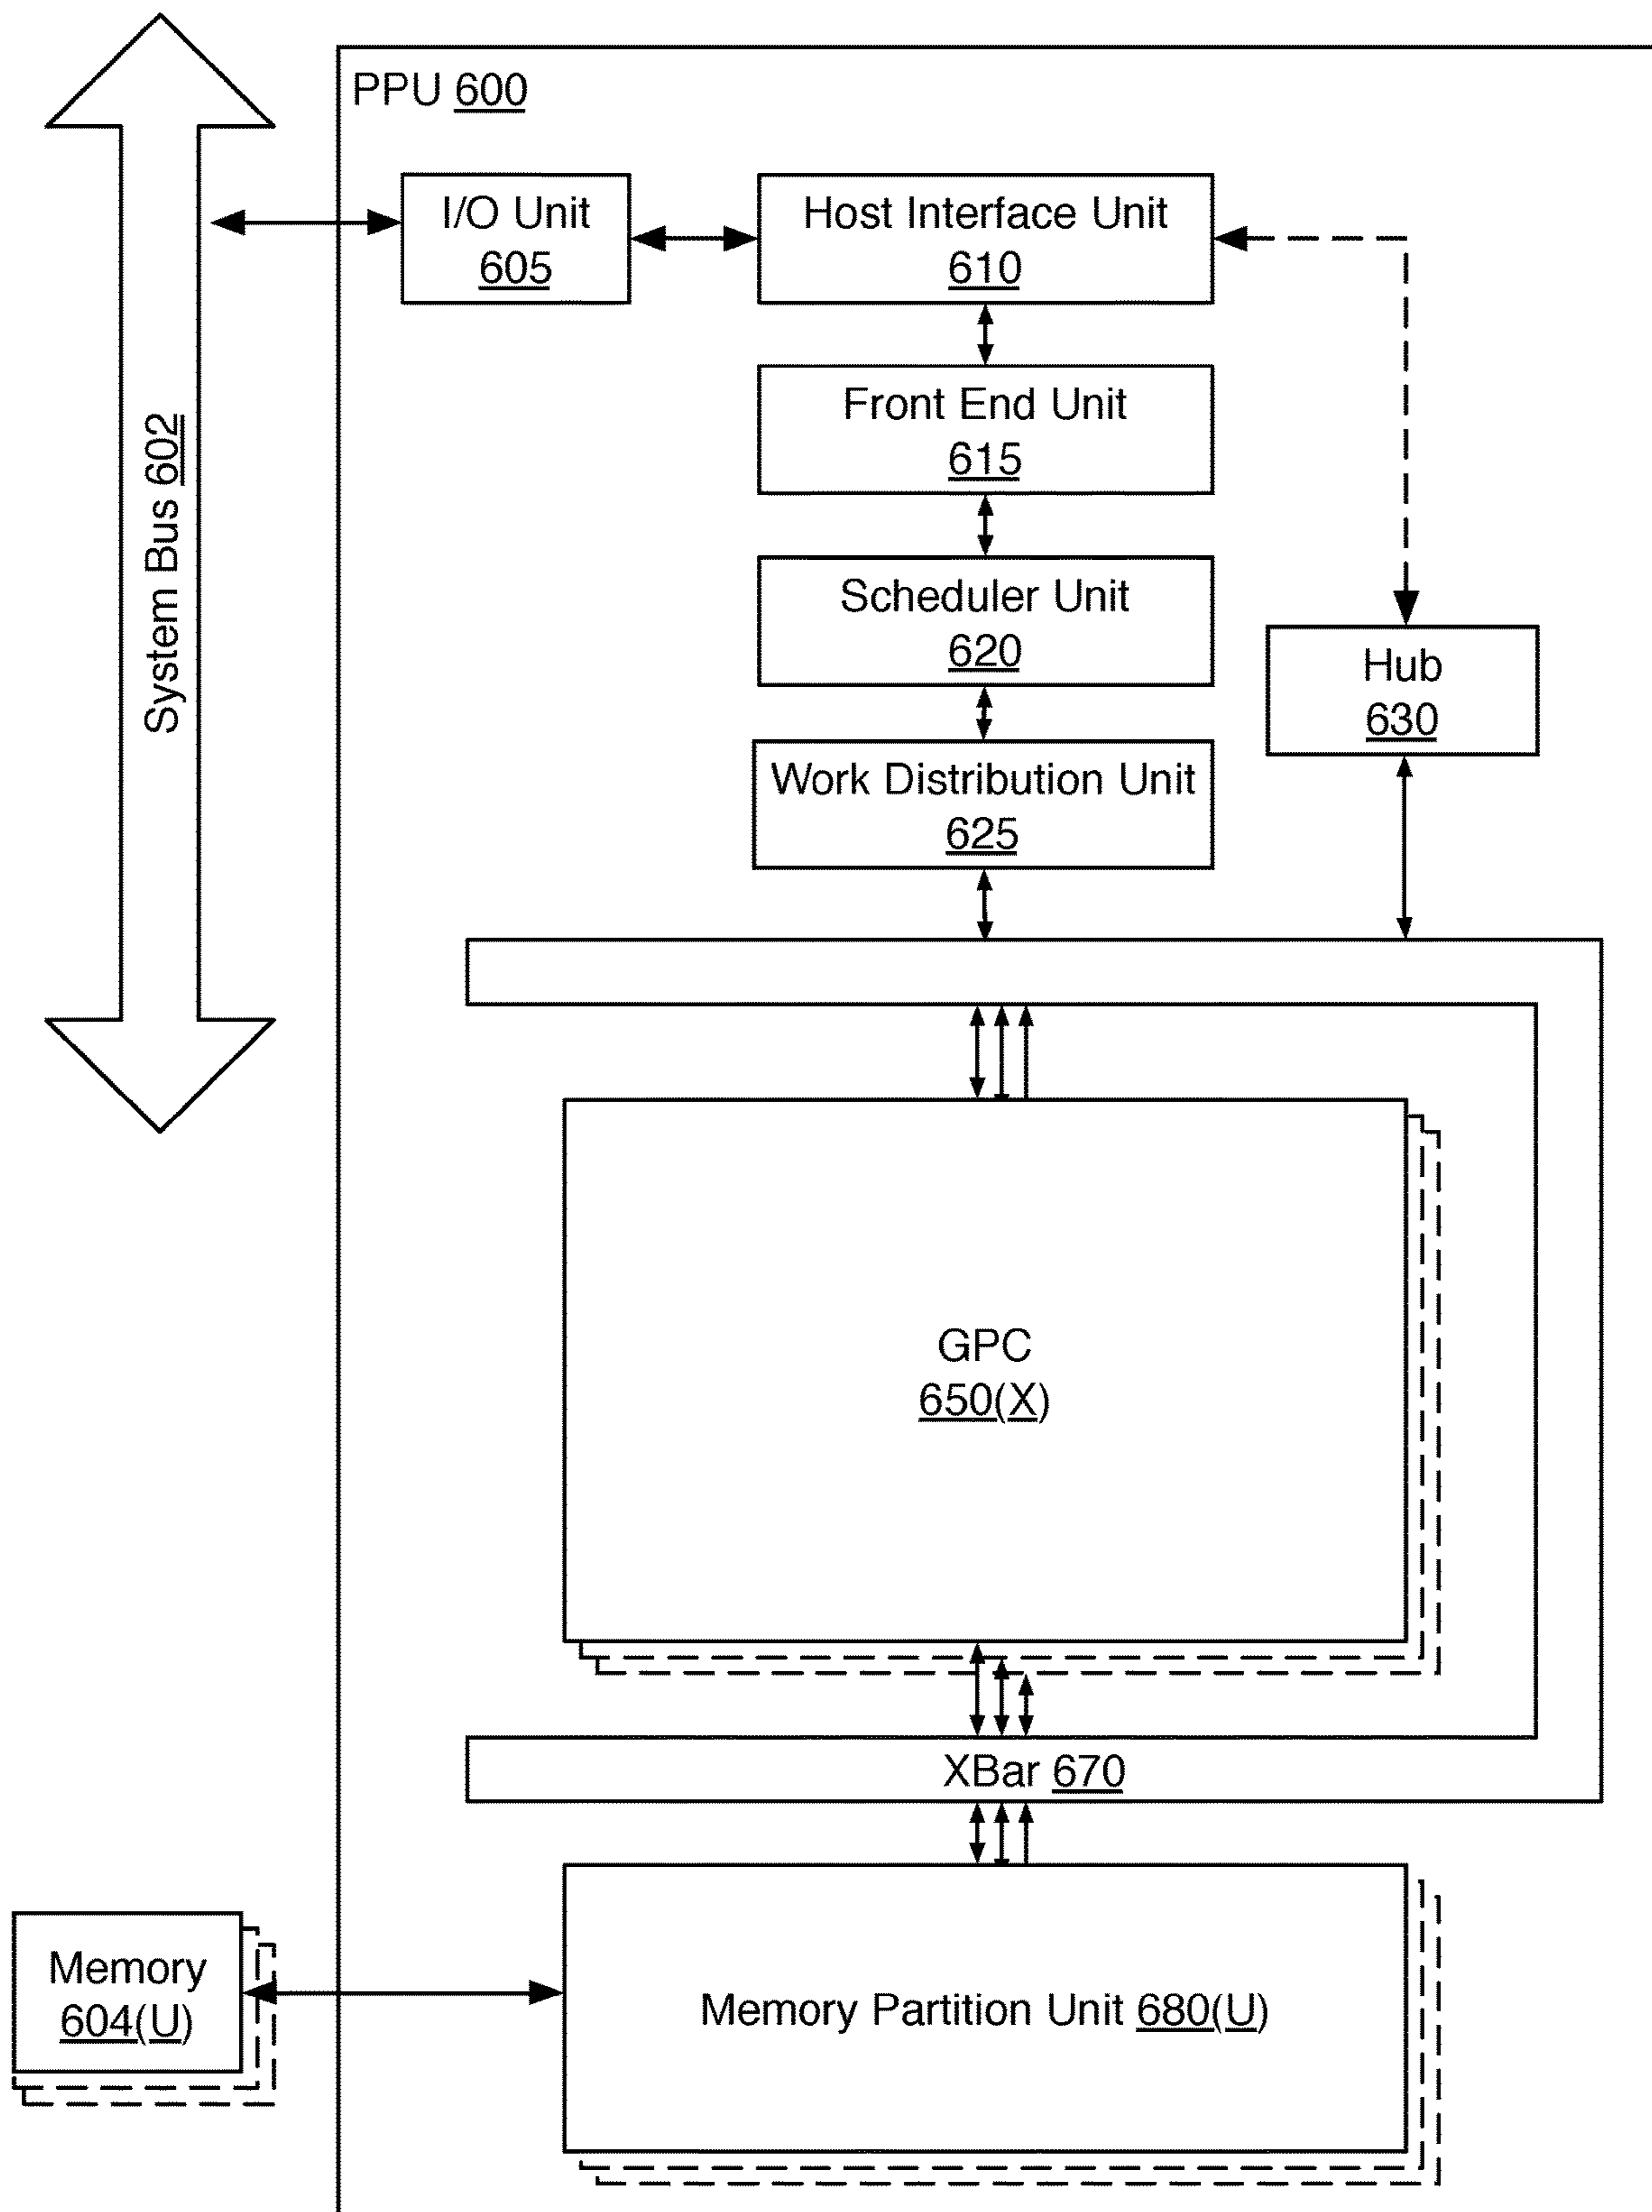 PPU 600
I/O Unit
605
Host Interface Unit
610
Front End Unit
615
System Bus 602
Scheduler Unit
620
Hub
630
Work Distribution Unit
625
GPC
650(X)
XBar 670
Memory
604(U)
Memory Partition Unit 680(U)